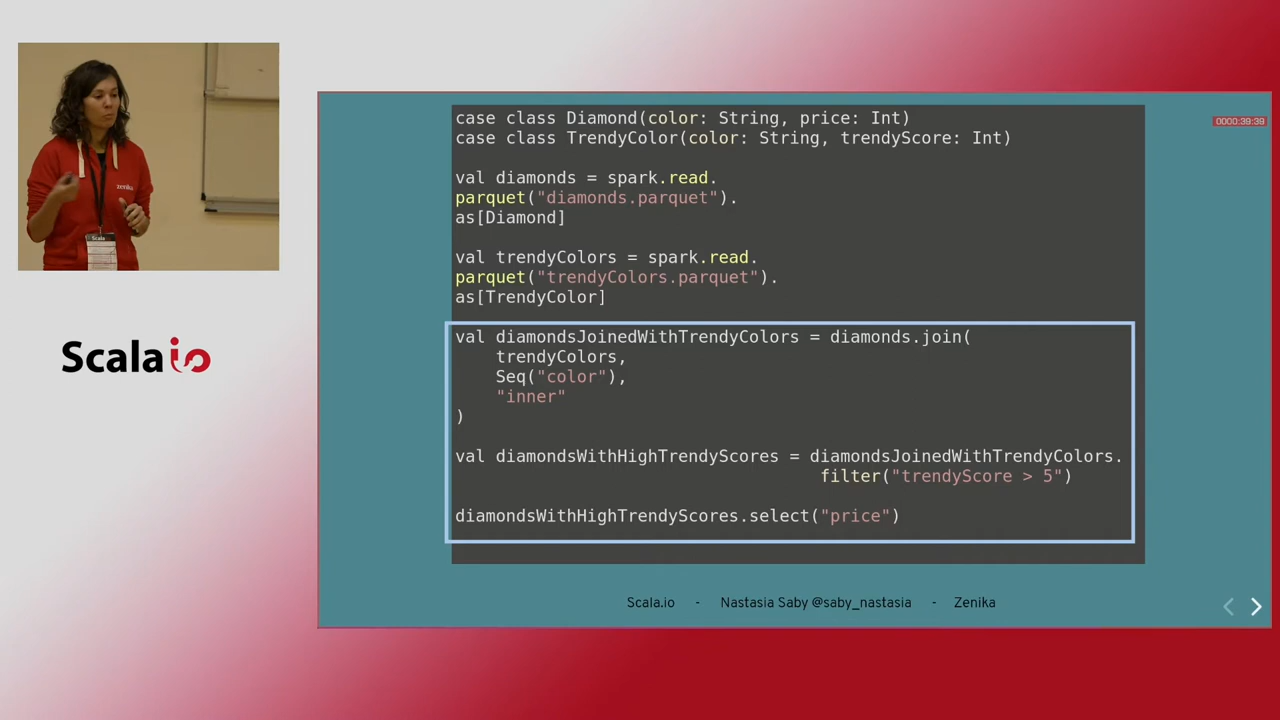 zenika
Scala
Scala io
case class Diamond(color: String, price: Int)
case class TrendyColor(color: String, trendyScore: Int)
val diamonds = spark.read.
parquet("diamonds.parquet").
as[Diamond]
val trendyColors = spark.read.
parquet("trendyColors.parquet").
as[TrendyColor]
val diamondsJoinedWithTrendyColors = diamonds.join(
trendyColors,
Seq("color"),
"inner"
)
val diamondsWithHighTrendyScores = diamondsJoinedWithTrendyColors.
filter("trendyScore > 5")
diamondsWithHighTrendyScores.select("price")
0000:39:39
Scala.io - Nastasia Saby @saby_nastasia - Zenika